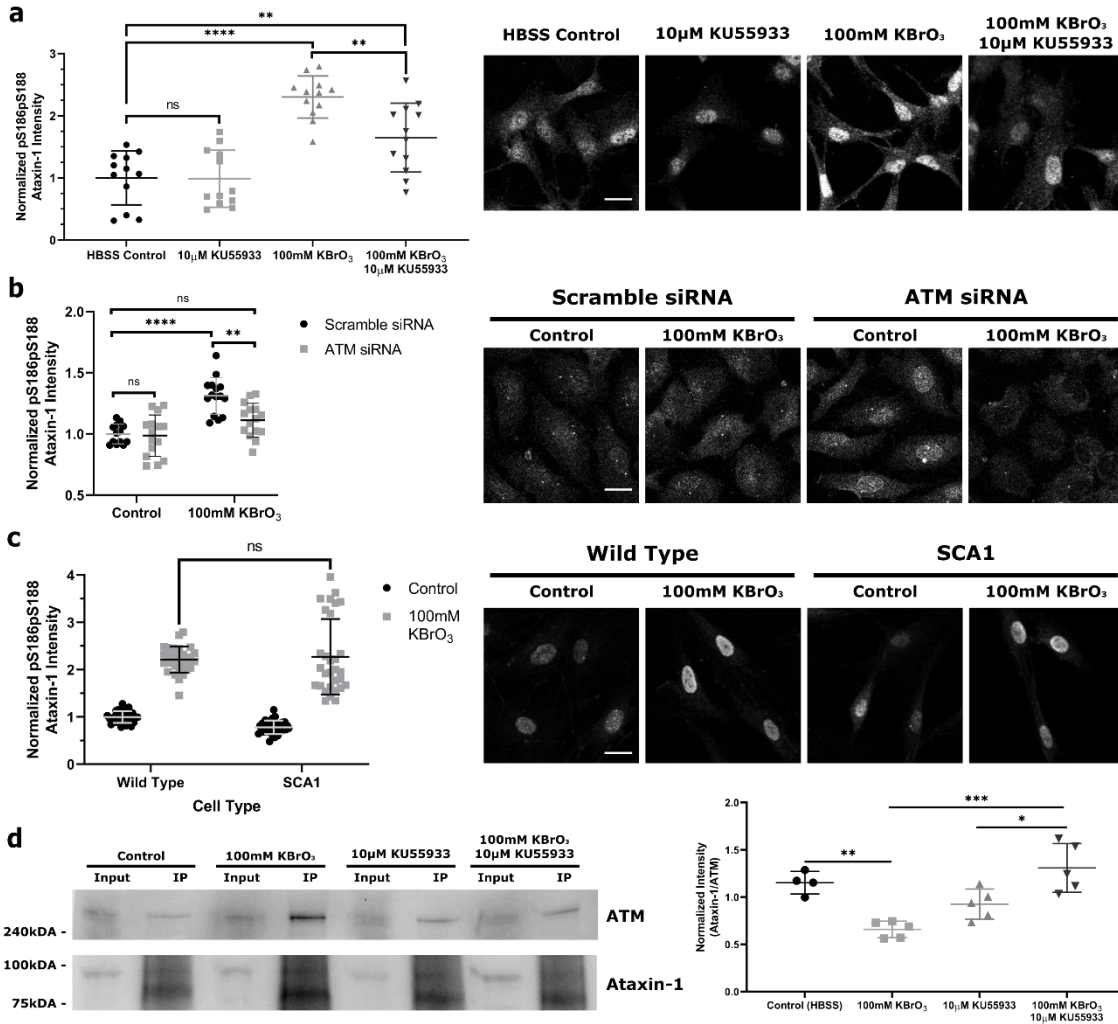 a
**
****
**
ns
Normalized pS186pS188
Ataxin-1 Intensity
3
2
1
0
HBSS Control
10μM KU55933
100mM KBrO₃
100mM KBrO₃
10μM KU55933
HBSS Control
10μM KU55933
100mM KBrO₃
100mM KBrO₃
10μM KU55933
b
ns
****
**
ns
Normalized pS186pS188
Ataxin-1 Intensity
2.0
1.5
1.0
0.5
Control
100mM KBrO₃
Scramble siRNA
ATM siRNA
Scramble siRNA
ATM siRNA
Control
100mM KBrO₃
Control
100mM KBrO₃
c
ns
Normalized pS186pS188
Ataxin-1 Intensity
4
3
2
1
0
Wild Type
SCA1
Cell Type
Control
100mM
KBrO₃
Wild Type
SCA1
Control
100mM KBrO₃
Control
100mM KBrO₃
d
Control
100mM KBrO₃
10μM KU55933
100mM KBrO₃
10μM KU55933
Input
IP
Input
IP
Input
IP
Input
IP
240kDA -
ATM
100kDA -
75kDA -
Ataxin-1
***
*
**
Normalized Intensity
(Ataxin-1/ATM)
2.0
1.5
1.0
0.5
0.0
Control (HBSS)
100mM KBrO₃
10μM KU55933
100mM KBrO₃
10μM KU55933